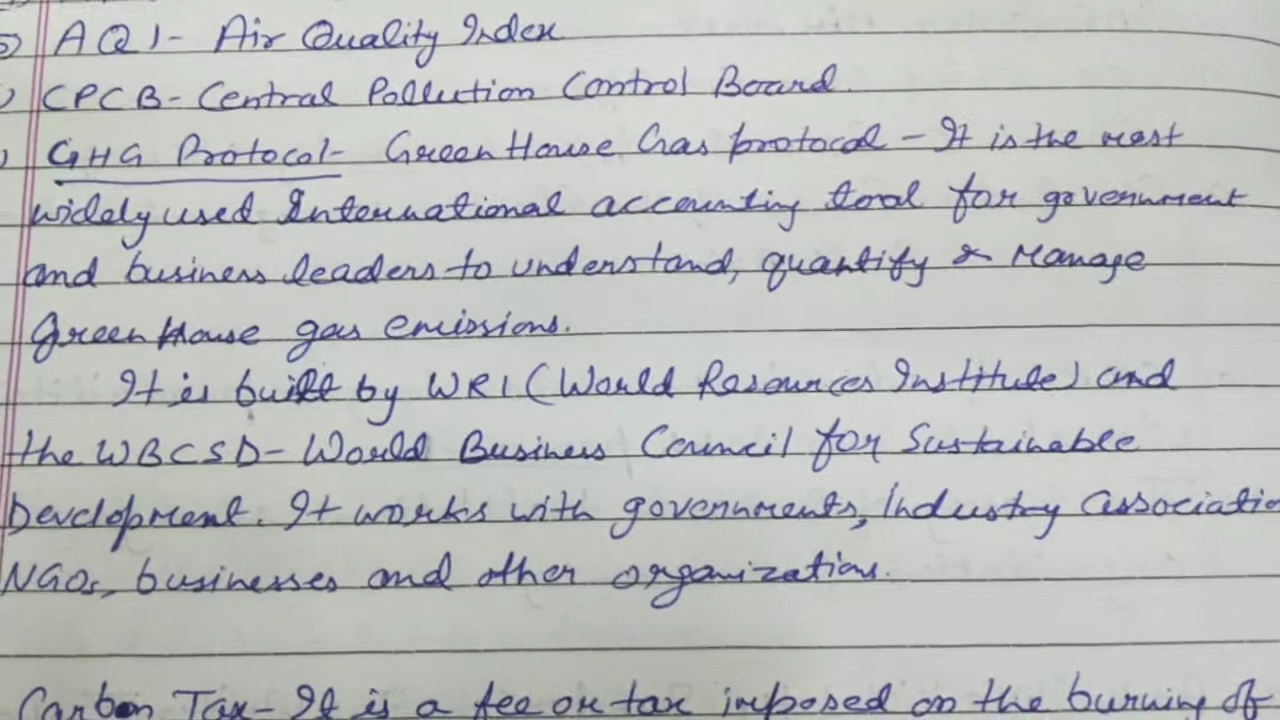 AQI - Air Quality Index
CPCB - Central Pollution Control Board.
GHG Protocol - Green House Gas protocol - It is the most
widely used International accounting tool for government
and business leaders to understand, quantify & Manage
Green House gas emissions.
It is built by WRI (World Resources Institute) and
the WBCSD - World Business Council for Sustainable
Development. It works with governments, Industry associatio
NGOs, businesses and other organizations.
Carbon Tax - It is a fee or tax imposed on the burning of